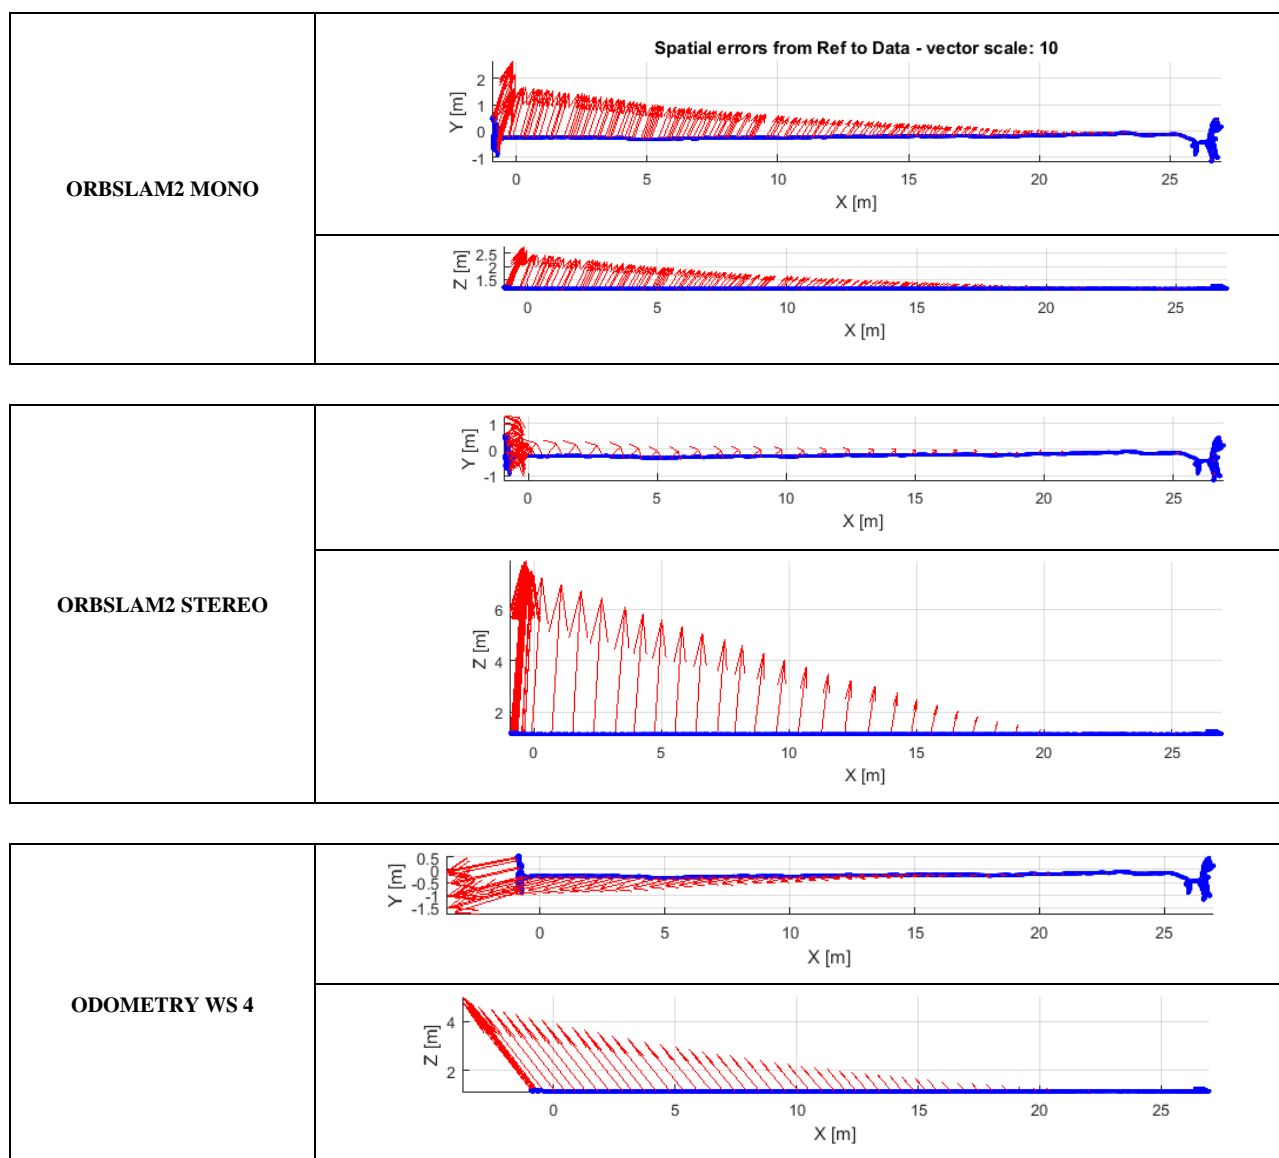 ORBSLAM2 MONO
Spatial errors from Ref to Data - vector scale: 10
Y [m]
2
1
0
-1
0 5 10 15 20 25
X [m]
Z [m]
2.5
2
1.5
0 5 10 15 20 25
X [m]
ORBSLAM2 STEREO
Y [m]
1
0
-1
0 5 10 15 20 25
X [m]
Z [m]
6
4
2
0 5 10 15 20 25
X [m]
ODOMETRY WS 4
Y [m]
0.5
0
-0.5
-1
-1.5
0 5 10 15 20 25
X [m]
Z [m]
4
2
0 5 10 15 20 25
X [m]